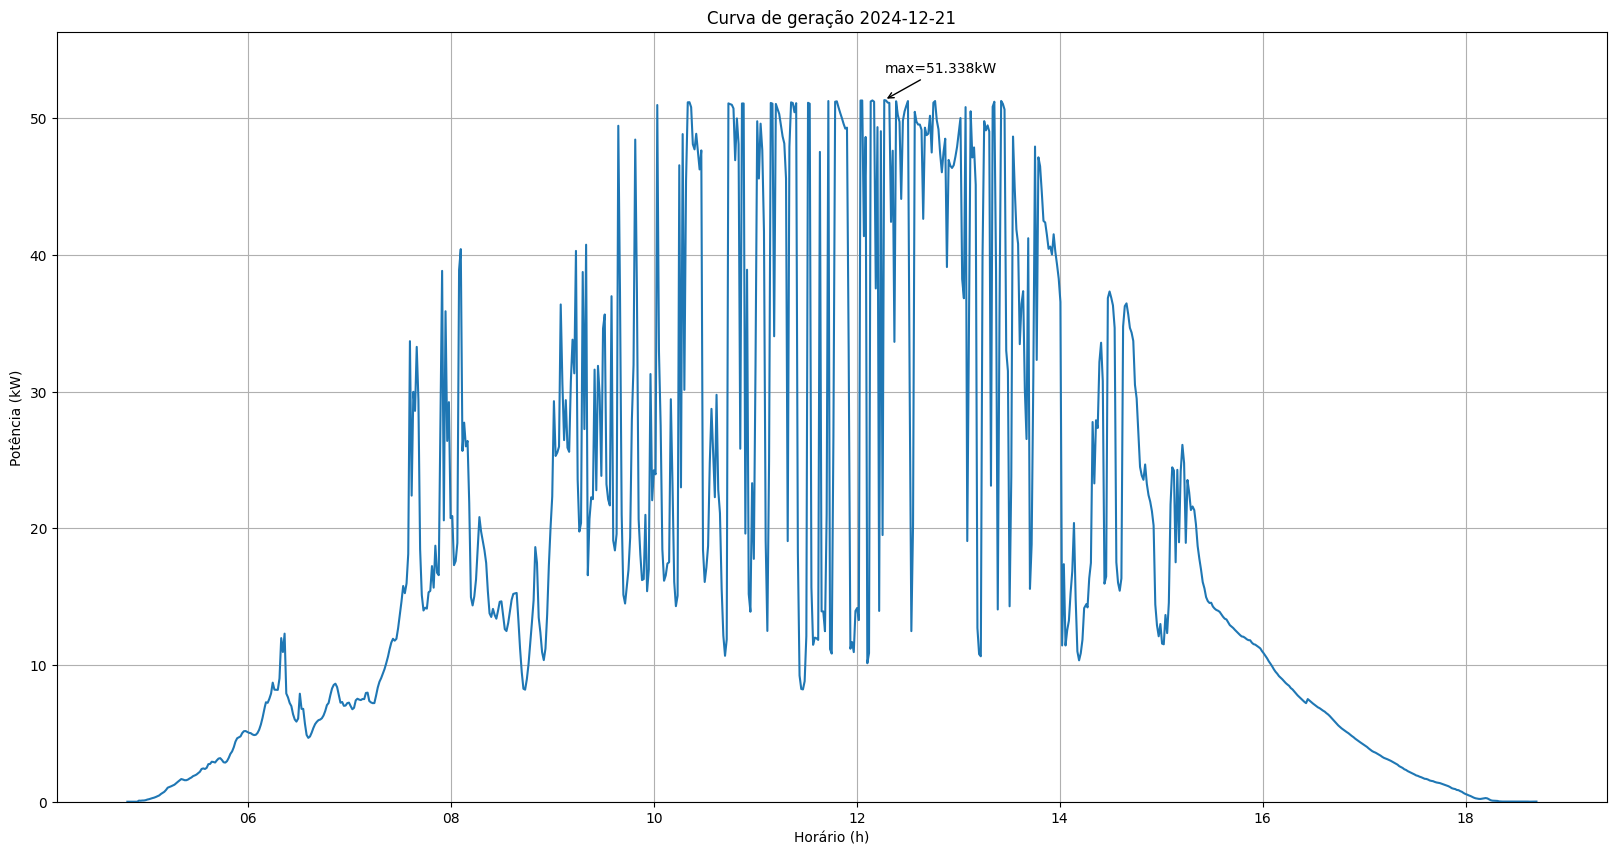 Curva de geração 2024-12-21
max=51.338kW
50
40
30
20
10
0
Potência (kW)
06 08 10 12 14 16 18
Horário (h)